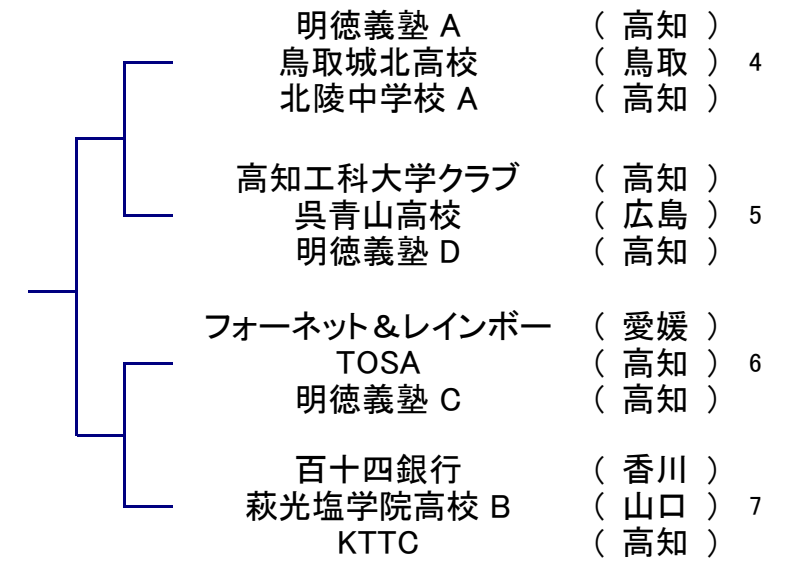 明徳義塾 A （ 高知 ）
鳥取城北高校 （ 鳥取 ） 4
北陵中学校 A （ 高知 ）
高知工科大学クラブ （ 高知 ）
呉青山高校 （ 広島 ） 5
明徳義塾 D （ 高知 ）
フォーネット＆レインボー （ 愛媛 ）
TOSA （ 高知 ） 6
明徳義塾 C （ 高知 ）
百十四銀行 （ 香川 ）
萩光塩学院高校 B （ 山口 ） 7
KTTC （ 高知 ）